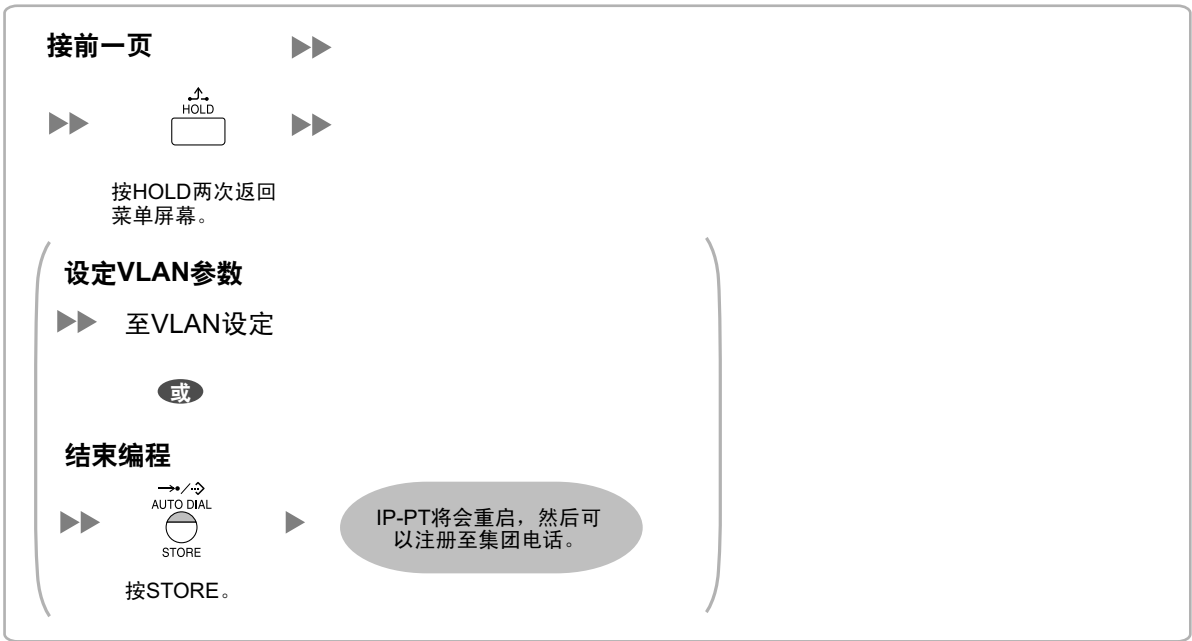 接前一页
HOLD
按HOLD两次返回
菜单屏幕。
设定VLAN参数
至VLAN设定
或
结束编程
AUTO DIAL
STORE
IP-PT将会重启，然后可
以注册至集团电话。
按STORE。